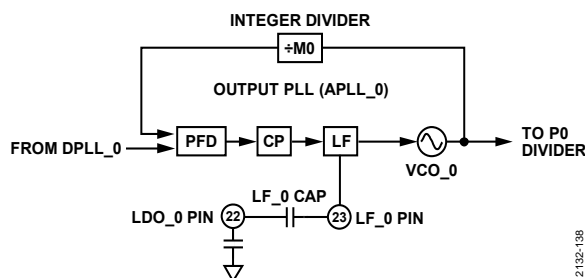 INTEGER DIVIDER
÷M0
OUTPUT PLL (APLL_0)
FROM DPLL_0
PFD
CP
LF
VCO_0
TO P0
DIVIDER
LF_0 CAP
LDO_0 PIN
22
23
LF_0 PIN
2132-138